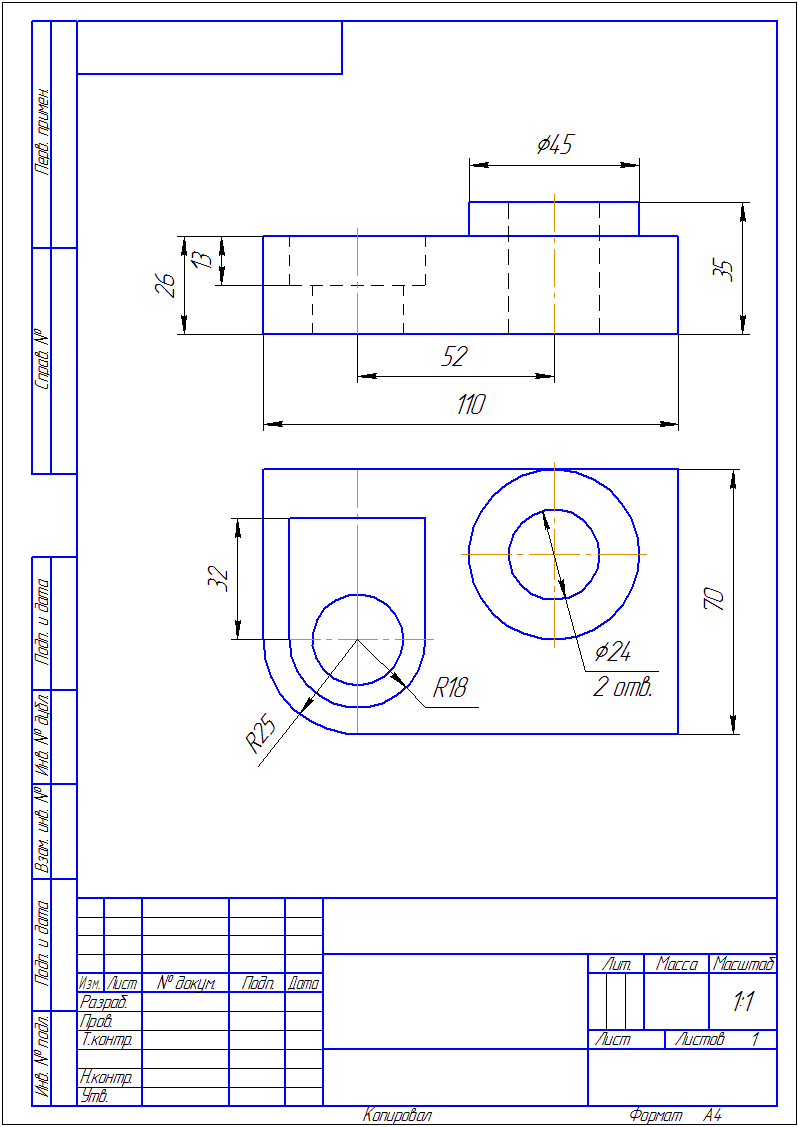 Перв. примен.
Справ. №
Подп. и дата
Инв. № дубл.
Взам. инв. №
Подп. и дата
Инв. № подл.
⌀45
26
13
35
52
110
32
70
⌀24
2 отв.
R18
R25
Лит. Масса Масштаб
Изм. Лист № докум. Подп. Дата
Разраб.
1:1
Пров.
Т.контр.
Лист Листов 1
Н.контр.
Утв.
Копировал Формат А4